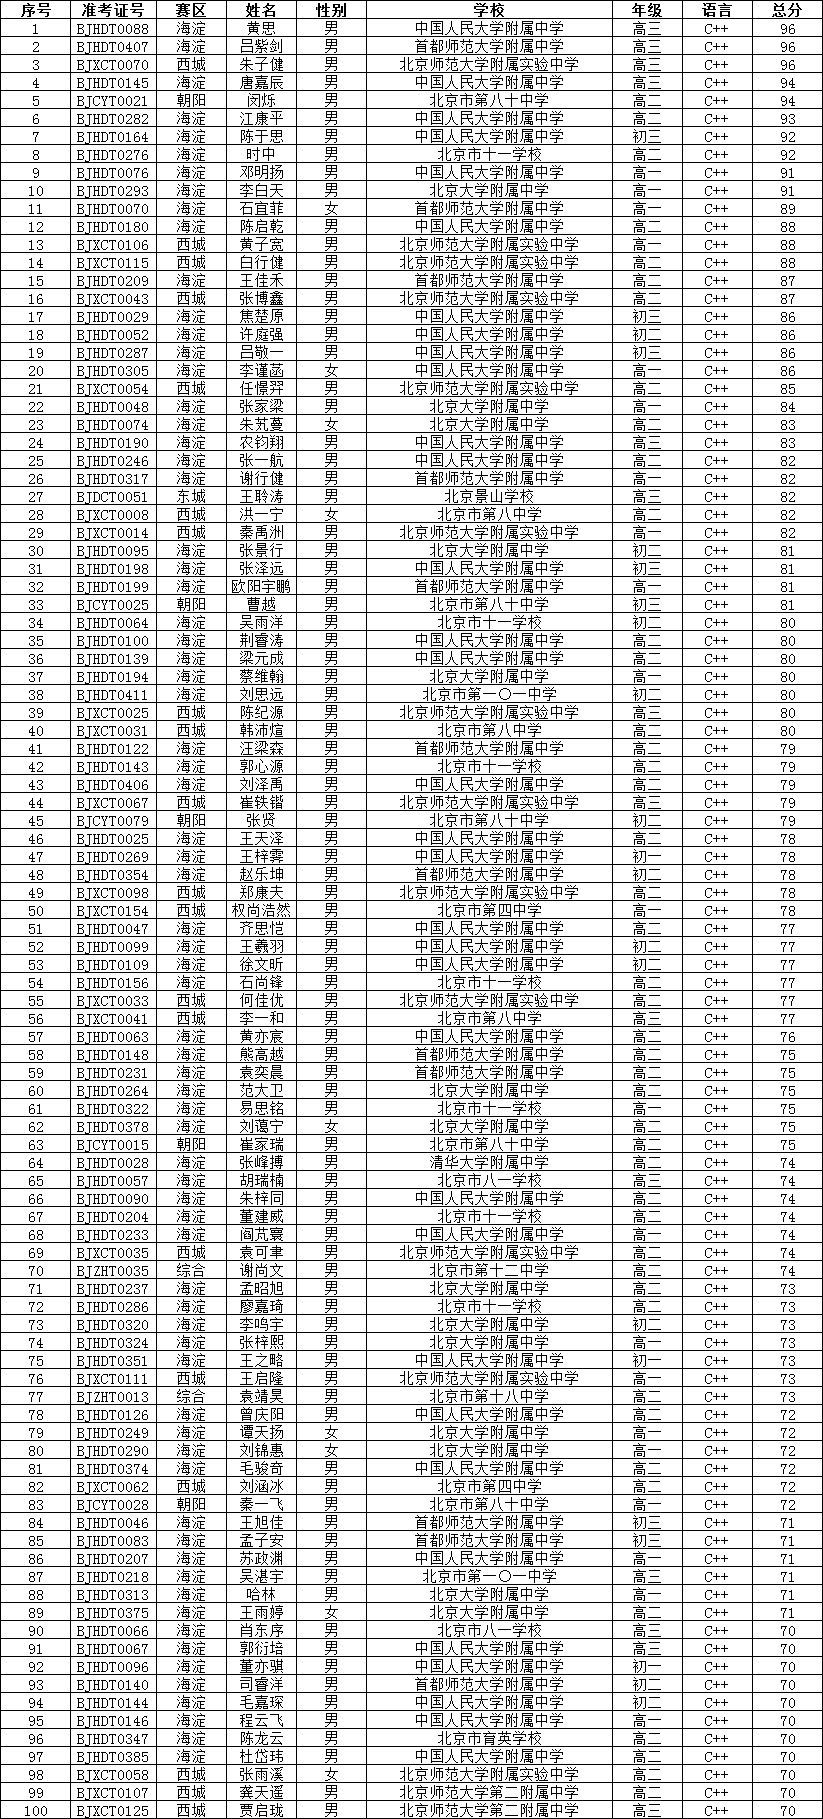 序号 准考证号 赛区 姓名 性别 学校 年级 语言 总分
1 BJHDT0088 海淀 黄思 男 中国人民大学附属中学 高三 C++ 96
2 BJHDT0407 海淀 吕紫剑 男 首都师范大学附属中学 高三 C++ 96
3 BJXCT0070 西城 朱子健 男 北京师范大学附属实验中学 高三 C++ 96
4 BJHDT0145 海淀 唐嘉辰 男 中国人民大学附属中学 高三 C++ 94
5 BJCYT0021 朝阳 闵烁 男 北京市第八十中学 高二 C++ 94
6 BJHDT0282 海淀 江康平 男 中国人民大学附属中学 高二 C++ 93
7 BJHDT0164 海淀 陈于思 男 中国人民大学附属中学 初三 C++ 92
8 BJHDT0276 海淀 时中 男 北京市十一学校 高二 C++ 92
9 BJHDT0076 海淀 邓明扬 男 中国人民大学附属中学 高一 C++ 91
10 BJHDT0293 海淀 李白天 男 北京大学附属中学 高一 C++ 91
11 BJHDT0070 海淀 石宜菲 女 首都师范大学附属中学 高一 C++ 89
12 BJHDT0180 海淀 陈启乾 男 中国人民大学附属中学 高二 C++ 88
13 BJXCT0106 西城 黄子宽 男 北京师范大学附属实验中学 高一 C++ 88
14 BJXCT0115 西城 白行健 男 北京师范大学附属实验中学 高二 C++ 88
15 BJHDT0209 海淀 王佳禾 男 首都师范大学附属中学 高二 C++ 87
16 BJXCT0043 西城 张博鑫 男 北京师范大学附属实验中学 高二 C++ 87
17 BJHDT0029 海淀 焦楚原 男 中国人民大学附属中学 初三 C++ 86
18 BJHDT0052 海淀 许庭强 男 中国人民大学附属中学 初二 C++ 86
19 BJHDT0287 海淀 吕敬一 男 中国人民大学附属中学 初三 C++ 86
20 BJHDT0305 海淀 李谨菡 女 中国人民大学附属中学 高一 C++ 86
21 BJXCT0054 西城 任憬羿 男 北京师范大学附属实验中学 高二 C++ 85
22 BJHDT0048 海淀 张家梁 男 北京大学附属中学 高一 C++ 84
23 BJHDT0074 海淀 朱芃蔓 女 北京大学附属中学 高二 C++ 83
24 BJHDT0190 海淀 农钧翔 男 中国人民大学附属中学 高三 C++ 83
25 BJHDT0246 海淀 张一航 男 中国人民大学附属中学 高二 C++ 82
26 BJHDT0317 海淀 谢行健 男 首都师范大学附属中学 高一 C++ 82
27 BJDCT0051 东城 王聆涛 男 北京景山学校 高三 C++ 82
28 BJXCT0008 西城 洪一宁 女 北京市第八中学 高二 C++ 82
29 BJXCT0014 西城 秦禹洲 男 北京师范大学附属实验中学 高一 C++ 82
30 BJHDT0095 海淀 张景行 男 北京大学附属中学 初二 C++ 81
31 BJHDT0198 海淀 张泽远 男 中国人民大学附属中学 初三 C++ 81
32 BJHDT0199 海淀 欧阳宇鹏 男 首都师范大学附属中学 高一 C++ 81
33 BJCYT0025 朝阳 曹越 男 北京市第八十中学 初三 C++ 81
34 BJHDT0064 海淀 吴雨洋 男 北京市十一学校 初二 C++ 80
35 BJHDT0100 海淀 荆睿涛 男 中国人民大学附属中学 高二 C++ 80
36 BJHDT0139 海淀 梁元成 男 中国人民大学附属中学 高二 C++ 80
37 BJHDT0194 海淀 蔡维翰 男 北京大学附属中学 高一 C++ 80
38 BJHDT0411 海淀 刘思远 男 北京市第一〇一中学 初二 C++ 80
39 BJXCT0025 西城 陈纪源 男 北京师范大学附属实验中学 高三 C++ 80
40 BJXCT0031 西城 韩沛煊 男 北京市第八中学 高二 C++ 80
41 BJHDT0122 海淀 汪梁森 男 首都师范大学附属中学 高二 C++ 79
42 BJHDT0143 海淀 郭心源 男 北京市十一学校 高二 C++ 79
43 BJHDT0406 海淀 刘泽禹 男 中国人民大学附属中学 高二 C++ 79
44 BJXCT0067 西城 崔轶锴 男 北京师范大学附属实验中学 高三 C++ 79
45 BJCYT0079 朝阳 张贤 男 北京市第八十中学 初二 C++ 79
46 BJHDT0025 海淀 王天泽 男 中国人民大学附属中学 高二 C++ 78
47 BJHDT0269 海淀 王梓霁 男 中国人民大学附属中学 初一 C++ 78
48 BJHDT0354 海淀 赵乐坤 男 首都师范大学附属中学 初二 C++ 78
49 BJXCT0098 西城 郑康夫 男 北京师范大学附属实验中学 高二 C++ 78
50 BJXCT0154 西城 权尚浩然 男 北京市第四中学 高一 C++ 78
51 BJHDT0047 海淀 齐思恺 男 中国人民大学附属中学 高二 C++ 77
52 BJHDT0099 海淀 王羲羽 男 中国人民大学附属中学 初二 C++ 77
53 BJHDT0109 海淀 徐文昕 男 中国人民大学附属中学 初二 C++ 77
54 BJHDT0156 海淀 石尚锋 男 北京市十一学校 高二 C++ 77
55 BJXCT0033 西城 何佳优 男 北京师范大学附属实验中学 高二 C++ 77
56 BJXCT0041 西城 李一和 男 北京市第八中学 高三 C++ 77
57 BJHDT0063 海淀 黄亦宸 男 中国人民大学附属中学 高二 C++ 76
58 BJHDT0148 海淀 熊高越 男 首都师范大学附属中学 高二 C++ 75
59 BJHDT0231 海淀 袁奕晨 男 首都师范大学附属中学 高二 C++ 75
60 BJHDT0264 海淀 范大卫 男 北京大学附属中学 高二 C++ 75
61 BJHDT0322 海淀 易思铭 男 北京市十一学校 高一 C++ 75
62 BJHDT0378 海淀 刘蔼宁 女 北京大学附属中学 高二 C++ 75
63 BJCYT0015 朝阳 崔家瑞 男 北京市第八十中学 高二 C++ 75
64 BJHDT0028 海淀 张峰搏 男 清华大学附属中学 高二 C++ 74
65 BJHDT0057 海淀 胡瑞楠 男 北京市八一学校 高三 C++ 74
66 BJHDT0090 海淀 朱梓同 男 中国人民大学附属中学 高二 C++ 74
67 BJHDT0204 海淀 董建威 男 北京市十一学校 高二 C++ 74
68 BJHDT0233 海淀 阎芃寰 男 中国人民大学附属中学 高一 C++ 74
69 BJXCT0035 西城 袁可聿 男 北京师范大学附属实验中学 高二 C++ 74
70 BJZHT0035 综合 谢尚文 男 北京市第十二中学 高二 C++ 74
71 BJHDT0237 海淀 孟昭旭 男 北京大学附属中学 高二 C++ 73
72 BJHDT0286 海淀 廖嘉琦 男 北京市十一学校 高二 C++ 73
73 BJHDT0320 海淀 李鸣宇 男 北京大学附属中学 初二 C++ 73
74 BJHDT0324 海淀 张梓熙 男 北京大学附属中学 高一 C++ 73
75 BJHDT0351 海淀 王之略 男 中国人民大学附属中学 初一 C++ 73
76 BJXCT0111 西城 王启隆 男 北京师范大学附属实验中学 高一 C++ 73
77 BJZHT0013 综合 袁靖昊 男 北京市第十八中学 高二 C++ 73
78 BJHDT0126 海淀 曾庆阳 男 中国人民大学附属中学 高二 C++ 72
79 BJHDT0249 海淀 谭天扬 女 北京大学附属中学 高一 C++ 72
80 BJHDT0290 海淀 刘锦惠 女 北京大学附属中学 高一 C++ 72
81 BJHDT0374 海淀 毛骏奇 男 中国人民大学附属中学 高二 C++ 72
82 BJXCT0062 西城 刘涵冰 男 北京市第四中学 高二 C++ 72
83 BJCYT0028 朝阳 秦一飞 男 北京市第八十中学 高一 C++ 72
84 BJHDT0046 海淀 王旭佳 男 首都师范大学附属中学 初三 C++ 71
85 BJHDT0083 海淀 孟子安 男 首都师范大学附属中学 初三 C++ 71
86 BJHDT0207 海淀 苏政渊 男 中国人民大学附属中学 高一 C++ 71
87 BJHDT0218 海淀 吴湛宇 男 北京市第一〇一中学 高三 C++ 71
88 BJHDT0313 海淀 哈林 男 北京大学附属中学 高一 C++ 71
89 BJHDT0375 海淀 王雨婷 女 北京大学附属中学 高二 C++ 71
90 BJHDT0066 海淀 肖东序 男 北京市八一学校 高三 C++ 70
91 BJHDT0067 海淀 郭衍培 男 中国人民大学附属中学 高三 C++ 70
92 BJHDT0096 海淀 董亦骐 男 中国人民大学附属中学 初一 C++ 70
93 BJHDT0140 海淀 司睿洋 男 首都师范大学附属中学 初二 C++ 70
94 BJHDT0144 海淀 毛嘉琛 男 中国人民大学附属中学 初二 C++ 70
95 BJHDT0146 海淀 程云飞 男 中国人民大学附属中学 高一 C++ 70
96 BJHDT0347 海淀 陈龙云 男 北京市育英学校 高二 C++ 70
97 BJHDT0385 海淀 杜岱玮 男 中国人民大学附属中学 高二 C++ 70
98 BJXCT0058 西城 张雨溪 女 北京师范大学附属实验中学 高二 C++ 70
99 BJXCT0107 西城 龚天遥 男 北京师范大学第二附属中学 高二 C++ 70
100 BJXCT0125 西城 贾启珑 男 北京师范大学第二附属中学 高三 C++ 70